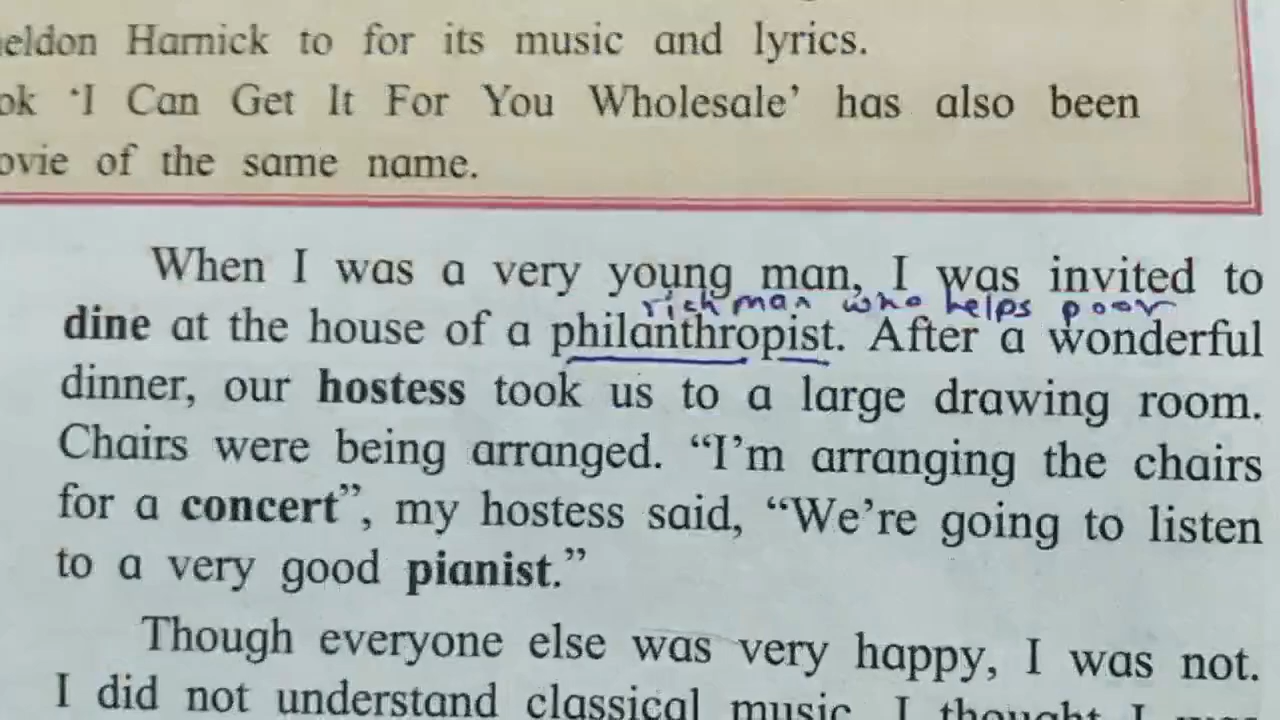 eldon Harnick to for its music and lyrics.
ok 'I Can Get It For You Wholesale' has also been
ovie of the same name.
When I was a very young man, I was invited to
rich man who helps poor
dine at the house of a philanthropist. After a wonderful
dinner, our hostess took us to a large drawing room.
Chairs were being arranged. “I’m arranging the chairs
for a concert”, my hostess said, “We’re going to listen
to a very good pianist.”
Though everyone else was very happy, I was not.
I did not understand classical music. I thought I